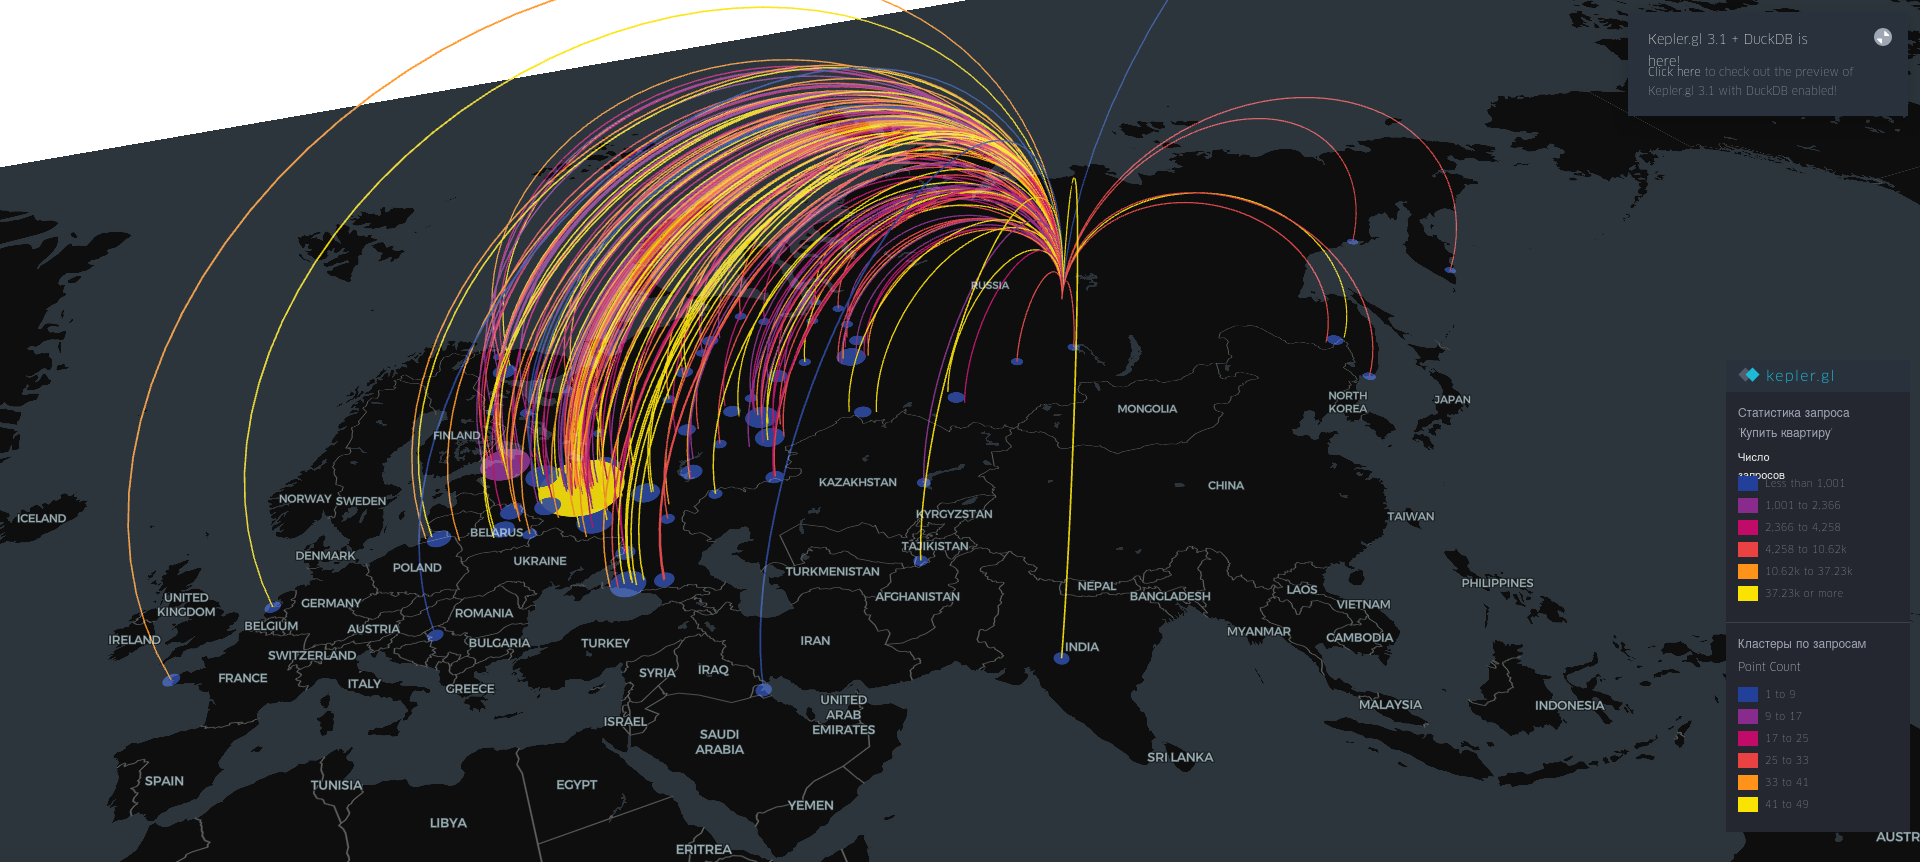 Kepler.gl 3.1 + DuckDB is
here!
Click here to check out the preview of
Kepler.gl 3.1 with DuckDB enabled!
RUSSIA
NORTH
KOREA
JAPAN
MONGOLIA
FINLAND
KAZAKHSTAN
CHINA
NORWAY
SWEDEN
ICELAND
KYRGYZSTAN
TAIWAN
BELARUS
TAJIKISTAN
DENMARK
UKRAINE
POLAND
TURKMENISTAN
NEPAL
PHILIPPINES
UNITED
KINGDOM
GERMANY
AFGHANISTAN
BANGLADESH
LAOS
VIETNAM
ROMANIA
BELGIUM
AUSTRIA
MYANMAR
CAMBODIA
IRELAND
BULGARIA
TURKEY
IRAN
INDIA
SWITZERLAND
FRANCE
ITALY
GREECE
SYRIA
IRAQ
UNITED
ARAB
EMIRATES
MALAYSIA
INDONESIA
ISRAEL
SAUDI
ARABIA
SRI LANKA
SPAIN
TUNISIA
EGYPT
YEMEN
LIBYA
ERITREA
AUSTR
kepler.gl
Статистика запроса
'Купить квартиру'
Число
запросов
Less than 1,001
1,001 to 2,366
2,366 to 4,258
4,258 to 10.62k
10.62k to 37.23k
37.23k or more
Кластеры по запросам
Point Count
1 to 9
9 to 17
17 to 25
25 to 33
33 to 41
41 to 49